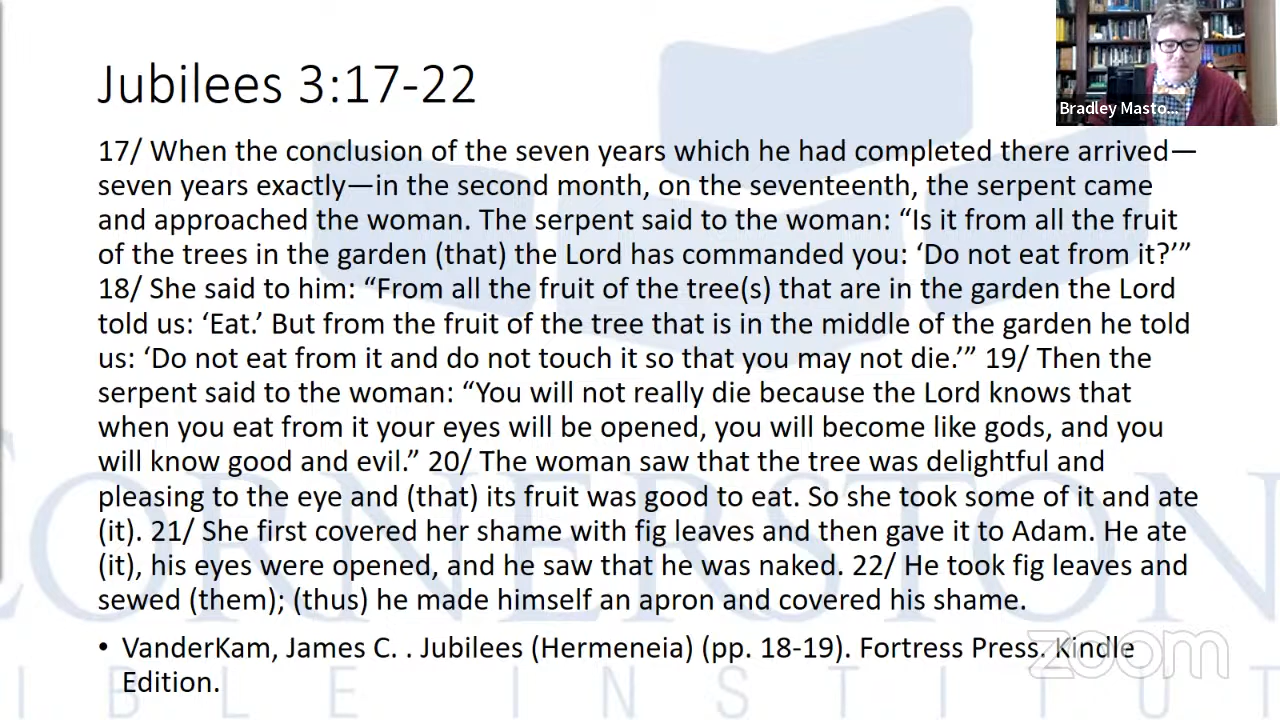 Jubilees 3:17-22
Bradley Masto...
17/ When the conclusion of the seven years which he had completed there arrived—
seven years exactly—in the second month, on the seventeenth, the serpent came
and approached the woman. The serpent said to the woman: “Is it from all the fruit
of the trees in the garden (that) the Lord has commanded you: ‘Do not eat from it?’”
18/ She said to him: “From all the fruit of the tree(s) that are in the garden the Lord
told us: ‘Eat.’ But from the fruit of the tree that is in the middle of the garden he told
us: ‘Do not eat from it and do not touch it so that you may not die.’” 19/ Then the
serpent said to the woman: “You will not really die because the Lord knows that
when you eat from it your eyes will be opened, you will become like gods, and you
will know good and evil.” 20/ The woman saw that the tree was delightful and
pleasing to the eye and (that) its fruit was good to eat. So she took some of it and ate
(it). 21/ She first covered her shame with fig leaves and then gave it to Adam. He ate
(it), his eyes were opened, and he saw that he was naked. 22/ He took fig leaves and
sewed (them); (thus) he made himself an apron and covered his shame.
• VanderKam, James C. . Jubilees (Hermeneia) (pp. 18-19). Fortress Press. Kindle
Edition.
zoom
CORNERSTON
IBLE INSTITUT